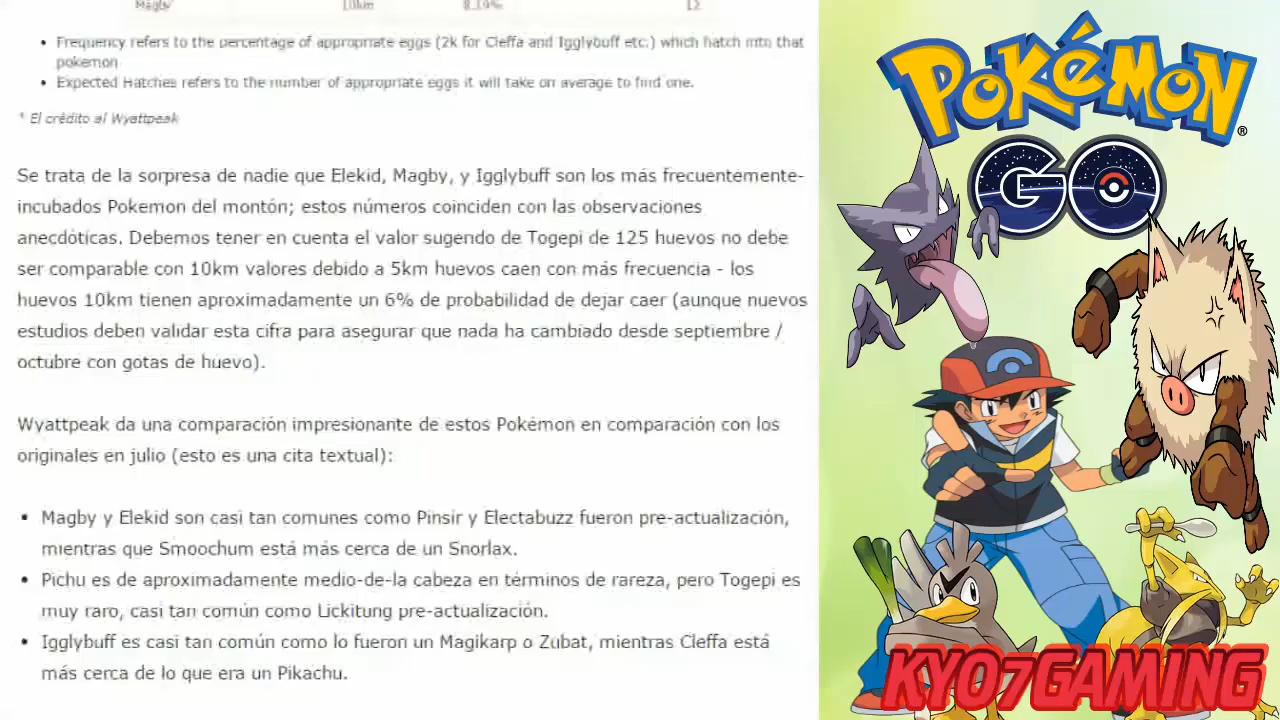 Magby 10km 8.19% 12
Frequency refers to the percentage of appropriate eggs (2k for Cleffa and Igglybuff etc.) which hatch into that
pokemon
Expected Hatches refers to the number of appropriate eggs it will take on average to find one.
* El crédito al Wyattpeak
Se trata de la sorpresa de nadie que Elekid, Magby, y Igglybuff son los más frecuentemente-
incubados Pokemon del montón; estos números coinciden con las observaciones
anecdóticas. Debemos tener en cuenta el valor sugendo de Togepi de 125 huevos no debe
ser comparable con 10km valores debido a 5km huevos caen con más frecuencia - los
huevos 10km tienen aproximadamente un 6% de probabilidad de dejar caer (aunque nuevos
estudios deben validar esta cifra para asegurar que nada ha cambiado desde septiembre /
octubre con gotas de huevo).
Wyattpeak da una comparación impresionante de estos Pokémon en comparación con los
originales en julio (esto es una cita textual):
Magby y Elekid son casi tan comunes como Pinsir y Electabuzz fueron pre-actualización,
mientras que Smoochum está más cerca de un Snorlax.
Pichu es de aproximadamente medio-de-la cabeza en términos de rareza, pero Togepi es
muy raro, casi tan común como Lickitung pre-actualización.
Igglybuff es casi tan común como lo fueron un Magikarp o Zubat, mientras Cleffa está
más cerca de lo que era un Pikachu.
POKÉMON
GO
KYO7GAMING